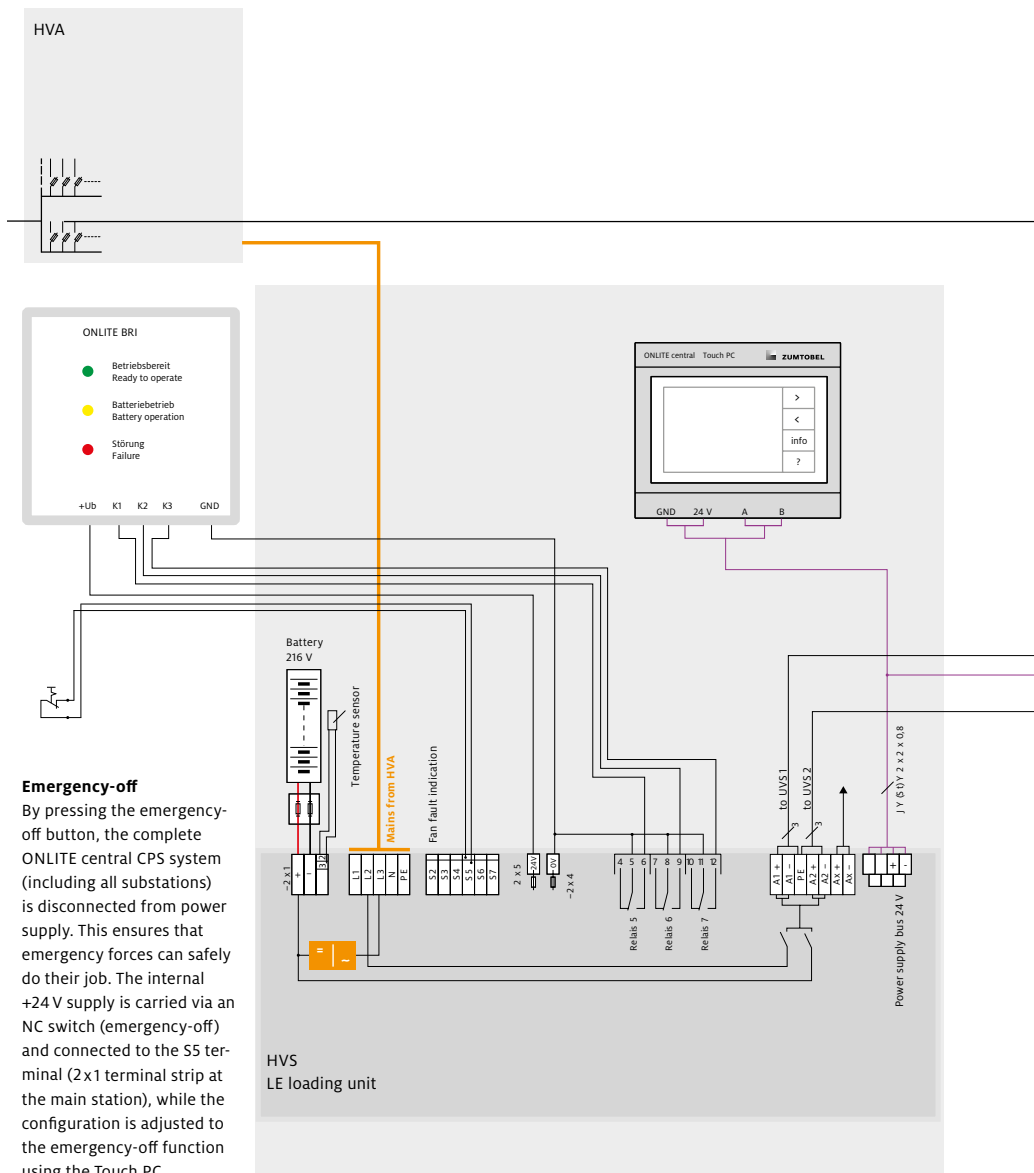 HVA
ONLITE BRI
Betriebsbereit
Ready to operate
Batteriebetrieb
Battery operation
Störung
Failure
+Ub K1 K2 K3 GND
ONLITE central Touch PC
ZUMTOBEL
>
<
info
?
GND 24 V A B
Battery
216 V
Temperature sensor
Mains from HVA
Fan fault indication
to UVS 1
to UVS 2
J Y (St) Y 2 x 2 x 0,8
3
3
−2 x 1
+
−
3
2
L1
L2
L3
N
PE
S2
S3
S4
S5
S6
S7
2 x 5
24V
0V
−2 x 4
4 5 6 7 8 9 10 11 12
Relais 5
Relais 6
Relais 7
A1 +
A1 −
PE
A2 +
A2 −
Ax +
Ax −
+ -
Power supply bus 24 V
=
~
HVS
LE loading unit
Emergency-off
By pressing the emergency-
off button, the complete
ONLITE central CPS system
(including all substations)
is disconnected from power
supply. This ensures that
emergency forces can safely
do their job. The internal
+24 V supply is carried via an
NC switch (emergency-off)
and connected to the S5 ter-
minal (2x1 terminal strip at
the main station), while the
configuration is adjusted to
the emergency-off function
using the Touch PC